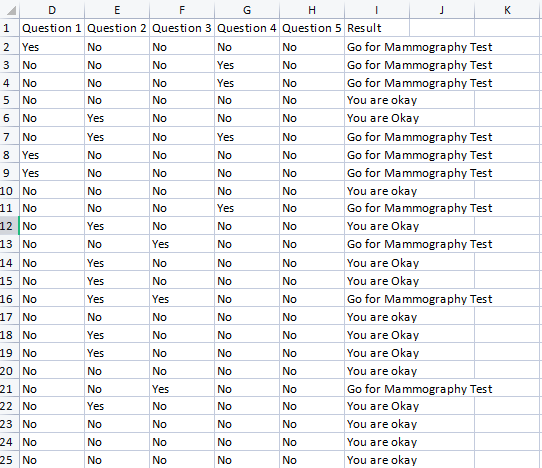 D E F G H I J K
1 Question 1 Question 2 Question 3 Question 4 Question 5 Result
2 Yes No No No No Go for Mammography Test
3 No No No Yes No Go for Mammography Test
4 No No No Yes No Go for Mammography Test
5 No No No No No You are okay
6 No Yes No No No You are Okay
7 No Yes No Yes No Go for Mammography Test
8 Yes No No No No Go for Mammography Test
9 Yes No No No No Go for Mammography Test
10 No No No No No You are okay
11 No No No Yes No Go for Mammography Test
12 No Yes No No No You are Okay
13 No No Yes No No Go for Mammography Test
14 No Yes No No No You are Okay
15 No Yes No No No You are Okay
16 No Yes Yes No No Go for Mammography Test
17 No No No No No You are okay
18 No Yes No No No You are Okay
19 No Yes No No No You are Okay
20 No No No No No You are okay
21 No No Yes No No Go for Mammography Test
22 No Yes No No No You are Okay
23 No No No No No You are okay
24 No No No No No You are okay
25 No No No No No You are okay